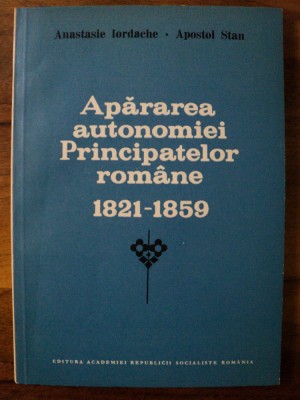 Anastasie Iordache • Apostol Stan
Apărarea
autonomiei
Principatelor
române
1821-1859
EDITURA ACADEMIEI REPUBLICII SOCIALISTE ROMÂNIA